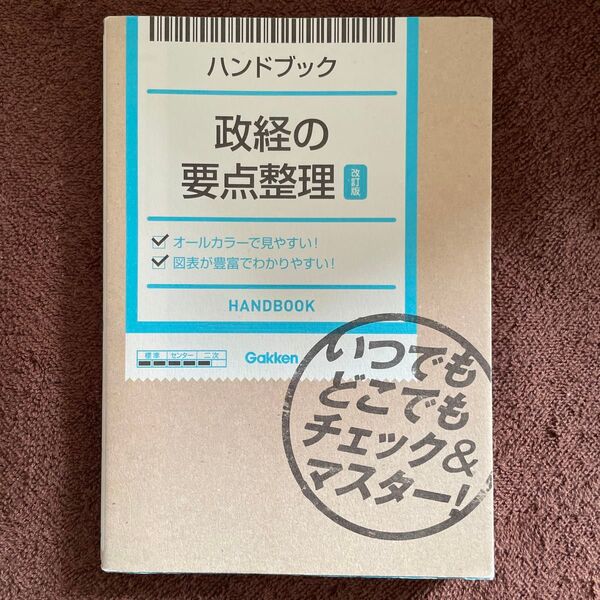 ハンドブック
政経の
要点整理
改訂版
オールカラーで見やすい!
図表が豊富でわかりやすい!
HANDBOOK
標準 センター 二次
Gakken
いつでも
どこでも
チェック&
マスター!